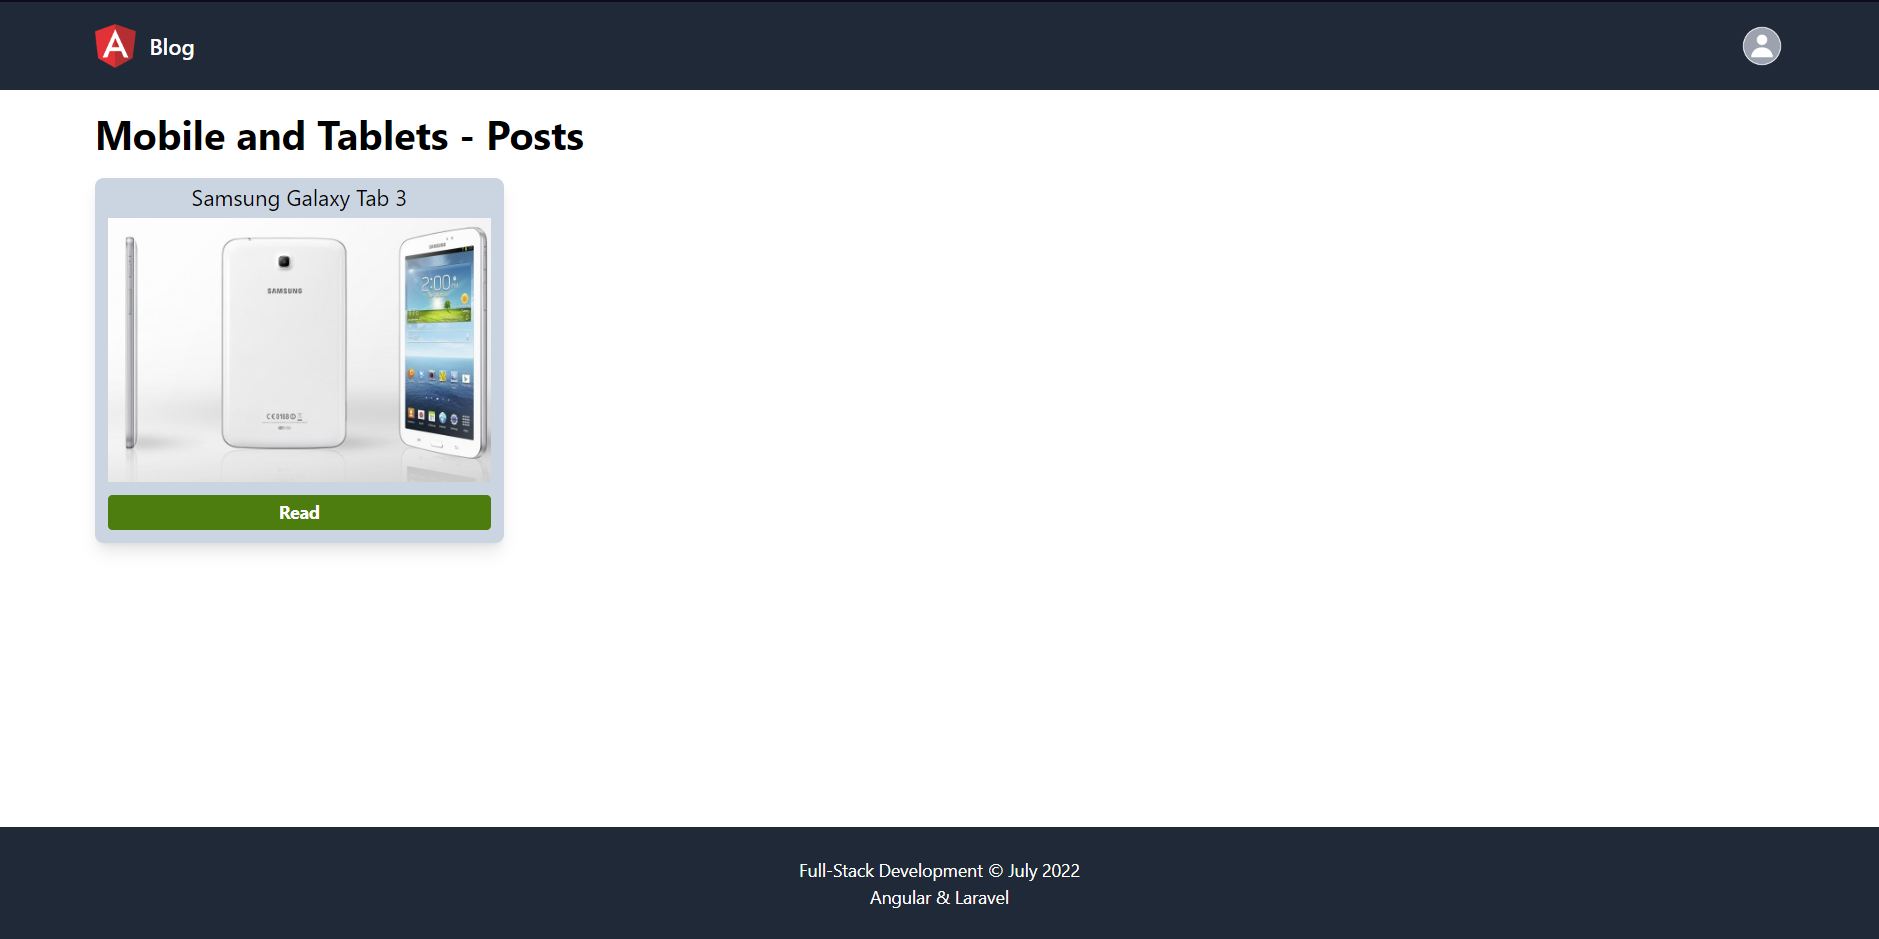 Blog
Mobile and Tablets - Posts
Samsung Galaxy Tab 3
SAMSUNG
SAMSUNG
2:00
Read
Full-Stack Development © July 2022
Angular & Laravel